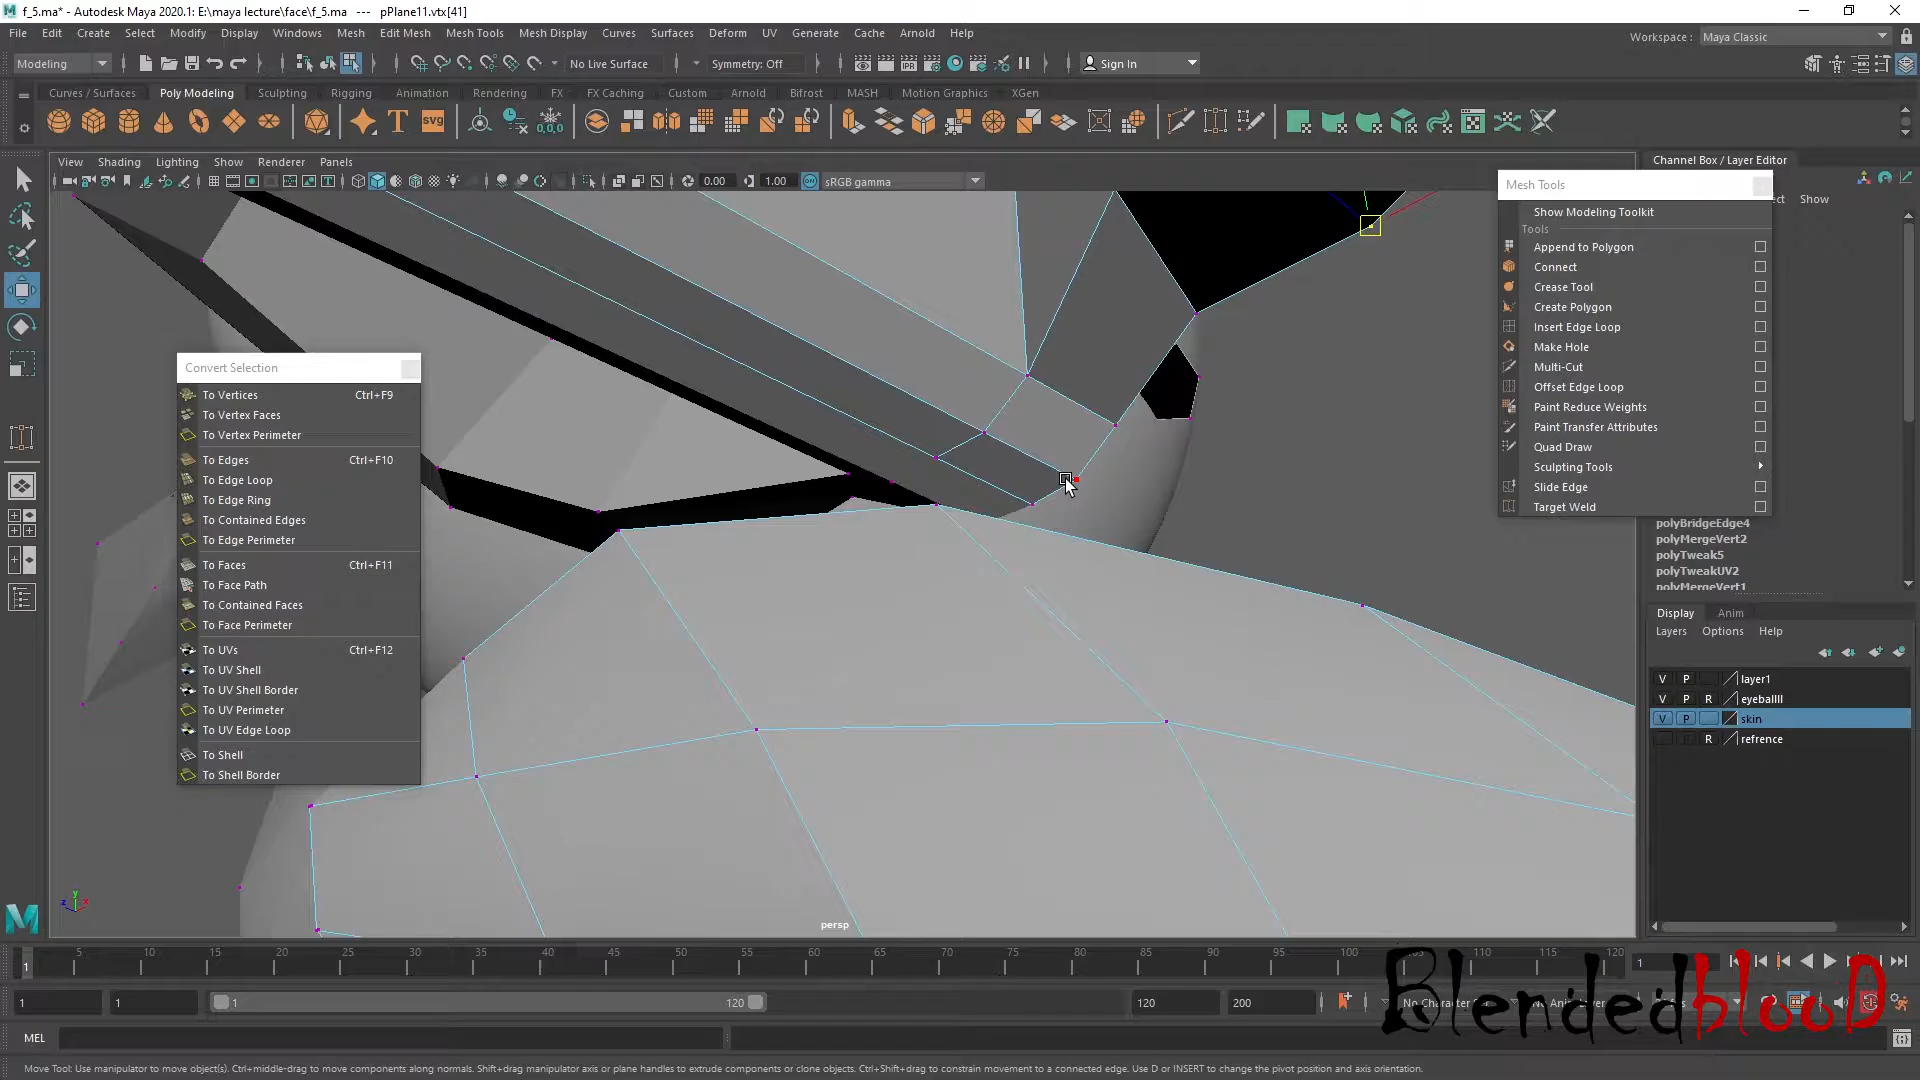 f_5.ma* - Autodesk Maya 2020.1: E:\maya lecture\face\f_5.ma --- pPlane11.vtx[41]
File Edit Create Select Modify Display Windows Mesh Edit Mesh Mesh Tools Mesh Display Curves Surfaces Deform UV Generate Cache Arnold Help
Workspace : Maya Classic
Modeling No Live Surface Symmetry: Off Sign In
Curves / Surfaces Poly Modeling Sculpting Rigging Animation Rendering FX FX Caching Custom Arnold Bifrost MASH Motion Graphics XGen
T svg 0,0,0
View Shading Lighting Show Renderer Panels
0.00 1.00 ON sRGB gamma
Channel Box / Layer Editor
ect Show
Mesh Tools
Show Modeling Toolkit
Tools
Append to Polygon
Connect
Crease Tool
Create Polygon
Insert Edge Loop
Make Hole
Multi-Cut
Offset Edge Loop
Paint Reduce Weights
Paint Transfer Attributes
Quad Draw
Sculpting Tools
Slide Edge
Target Weld
polyBridgeEdge4
polyMergeVert2
polyTweak5
polyTweakUV2
polyMergeVert1
Convert Selection
To Vertices Ctrl+F9
To Vertex Faces
To Vertex Perimeter
To Edges Ctrl+F10
To Edge Loop
To Edge Ring
To Contained Edges
To Edge Perimeter
To Faces Ctrl+F11
To Face Path
To Contained Faces
To Face Perimeter
To UVs Ctrl+F12
To UV Shell
To UV Shell Border
To UV Perimeter
To UV Edge Loop
To Shell
To Shell Border
Display Anim
Layers Options Help
V P layer1
V P R eyeballll
V P skin
R refrence
y
z x
persp
5 10 15 20 25 30 35 40 45 50 55 60 65 70 75 80 85 90 95 100 105 110 115 120
1 1
1 1 1 120 120 200 No Character Set
MEL
BlendedblooD
Move Tool: Use manipulator to move object(s). Ctrl+middle-drag to move components along normals. Shift+drag manipulator axis or plane handles to extrude components or clone objects. Ctrl+Shift+drag to constrain movement to a connected edge. Use D or INSERT to change the pivot position and axis orientation.